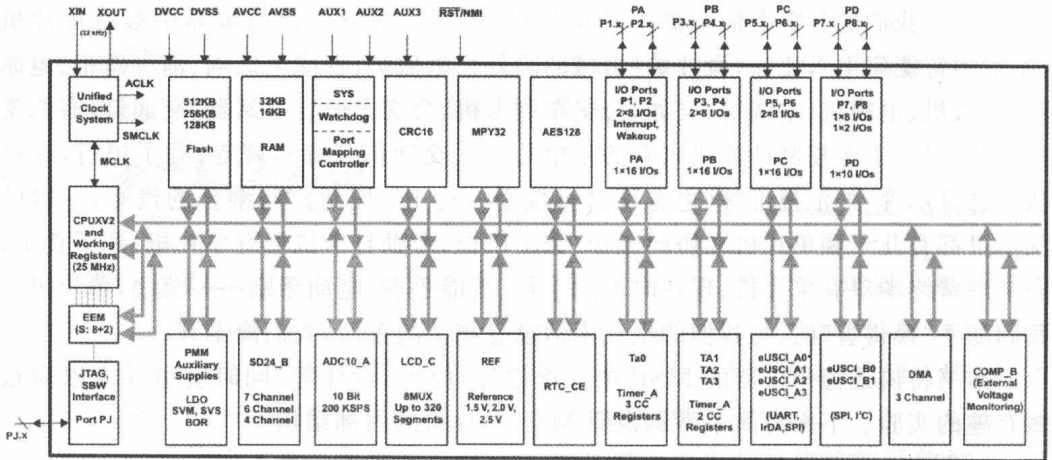 XIN XOUT DVCC DVSS AVCC AVSS AUX1 AUX2 AUX3 RST/NMI
(32 kHz)
PA
P1.x P2.x
PB
P3.x P4.x
PC
P5.x P6.x
PD
P7.x P8.x
Unified
Clock
System
ACLK
SMCLK
MCLK
512KB
256KB
128KB
Flash
32KB
16KB
RAM
SYS
Watchdog
Port
Mapping
Controller
CRC16
MPY32
AES128
I/O Ports
P1, P2
2×8 I/Os
Interrupt,
Wakeup
PA
1×16 I/Os
I/O Ports
P3, P4
2×8 I/Os
PB
1×16 I/Os
I/O Ports
P5, P6
2×8 I/Os
PC
1×16 I/Os
I/O Ports
P7, P8
1×8 I/Os
1×2 I/Os
PD
1×10 I/Os
CPUXV2
and
Working
Registers
(25 MHz)
EEM
(S: 8+2)
JTAG,
SBW
Interface
Port PJ
PJ.x
PMM
Auxiliary
Supplies
LDO
SVM, SVS
BOR
SD24_B
7 Channel
6 Channel
4 Channel
ADC10_A
10 Bit
200 KSPS
LCD_C
8MUX
Up to 320
Segments
REF
Reference
1.5 V, 2.0 V,
2.5 V
RTC_CE
Ta0
Timer_A
3 CC
Registers
TA1
TA2
TA3
Timer_A
2 CC
Registers
eUSCI_A0*
eUSCI_A1
eUSCI_A2
eUSCI_A3
(UART,
IrDA,SPI)
eUSCI_B0
eUSCI_B1
(SPI, I²C)
DMA
3 Channel
COMP_B
(External
Voltage
Monitoring)